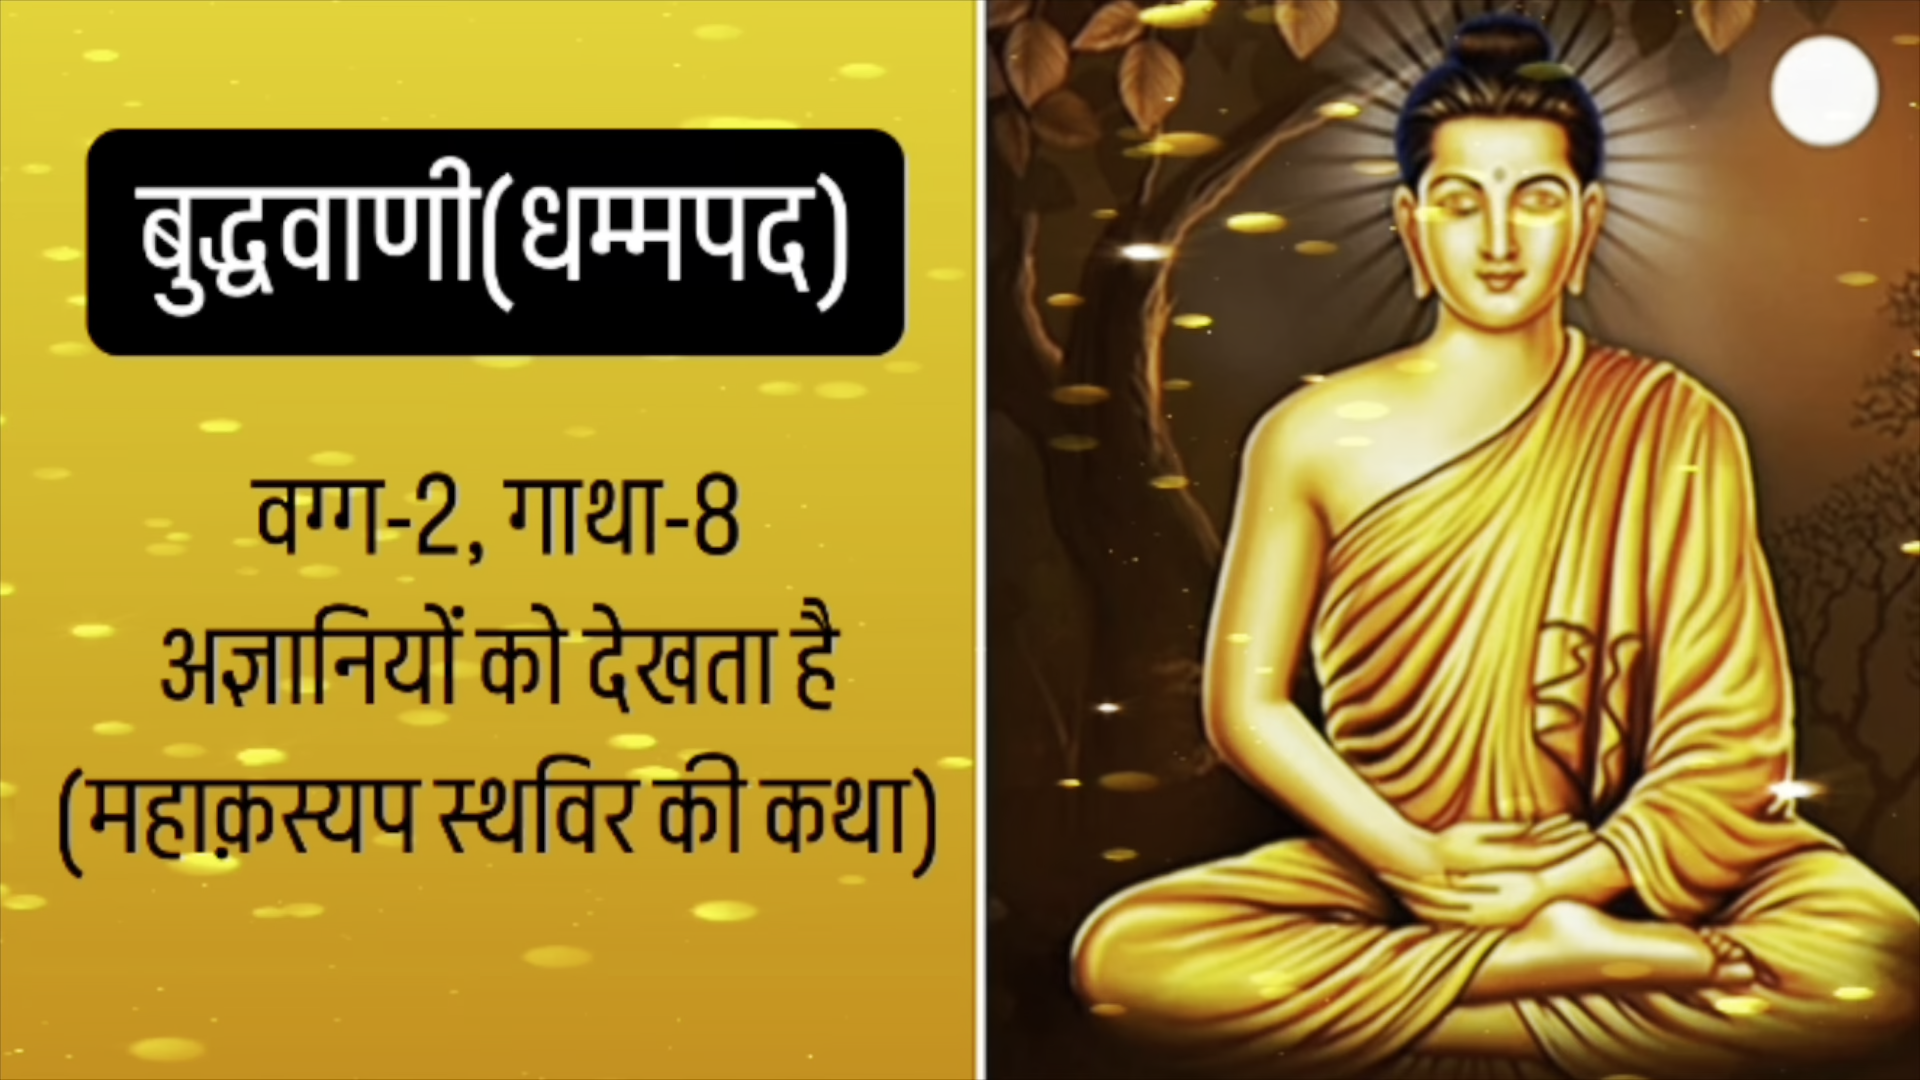 बुद्धवाणी(धम्मपद)
वग्ग-2, गाथा-8
अज्ञानियों को देखता है
(महाक़स्यप स्थविर की कथा)